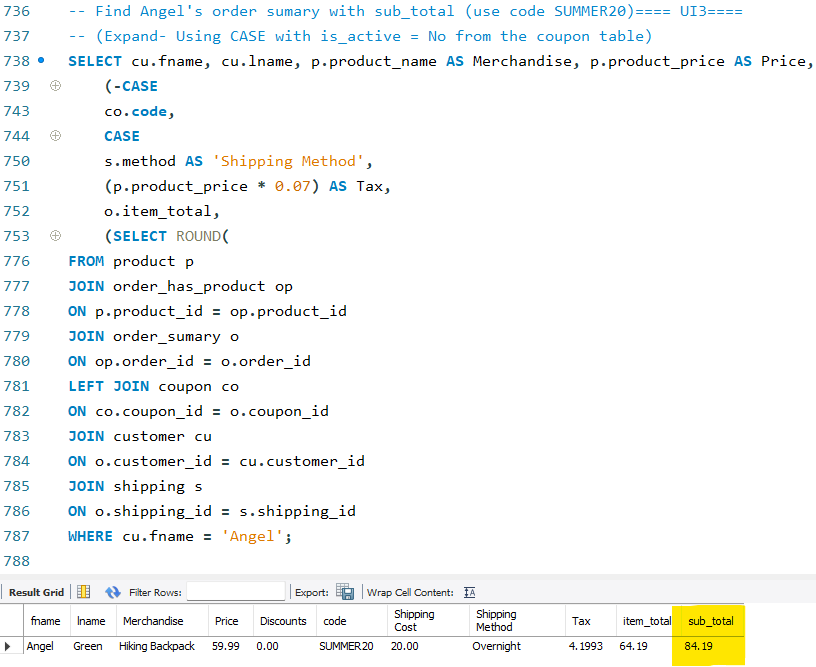 736 -- Find Angel's order sumary with sub_total (use code SUMMER20)==== UI3====
737 -- (Expand- Using CASE with is_active = No from the coupon table)
738 SELECT cu.fname, cu.lname, p.product_name AS Merchandise, p.product_price AS Price,
739 (-CASE
743 co.code,
744 CASE
750 s.method AS 'Shipping Method',
751 (p.product_price * 0.07) AS Tax,
752 o.item_total,
753 (SELECT ROUND(
776 FROM product p
777 JOIN order_has_product op
778 ON p.product_id = op.product_id
779 JOIN order_sumary o
780 ON op.order_id = o.order_id
781 LEFT JOIN coupon co
782 ON co.coupon_id = o.coupon_id
783 JOIN customer cu
784 ON o.customer_id = cu.customer_id
785 JOIN shipping s
786 ON o.shipping_id = s.shipping_id
787 WHERE cu.fname = 'Angel';
788
Result Grid Filter Rows: Export: Wrap Cell Content: IA
fname lname Merchandise Price Discounts code Shipping Cost Shipping Method Tax item_total sub_total
Angel Green Hiking Backpack 59.99 0.00 SUMMER20 20.00 Overnight 4.1993 64.19 84.19